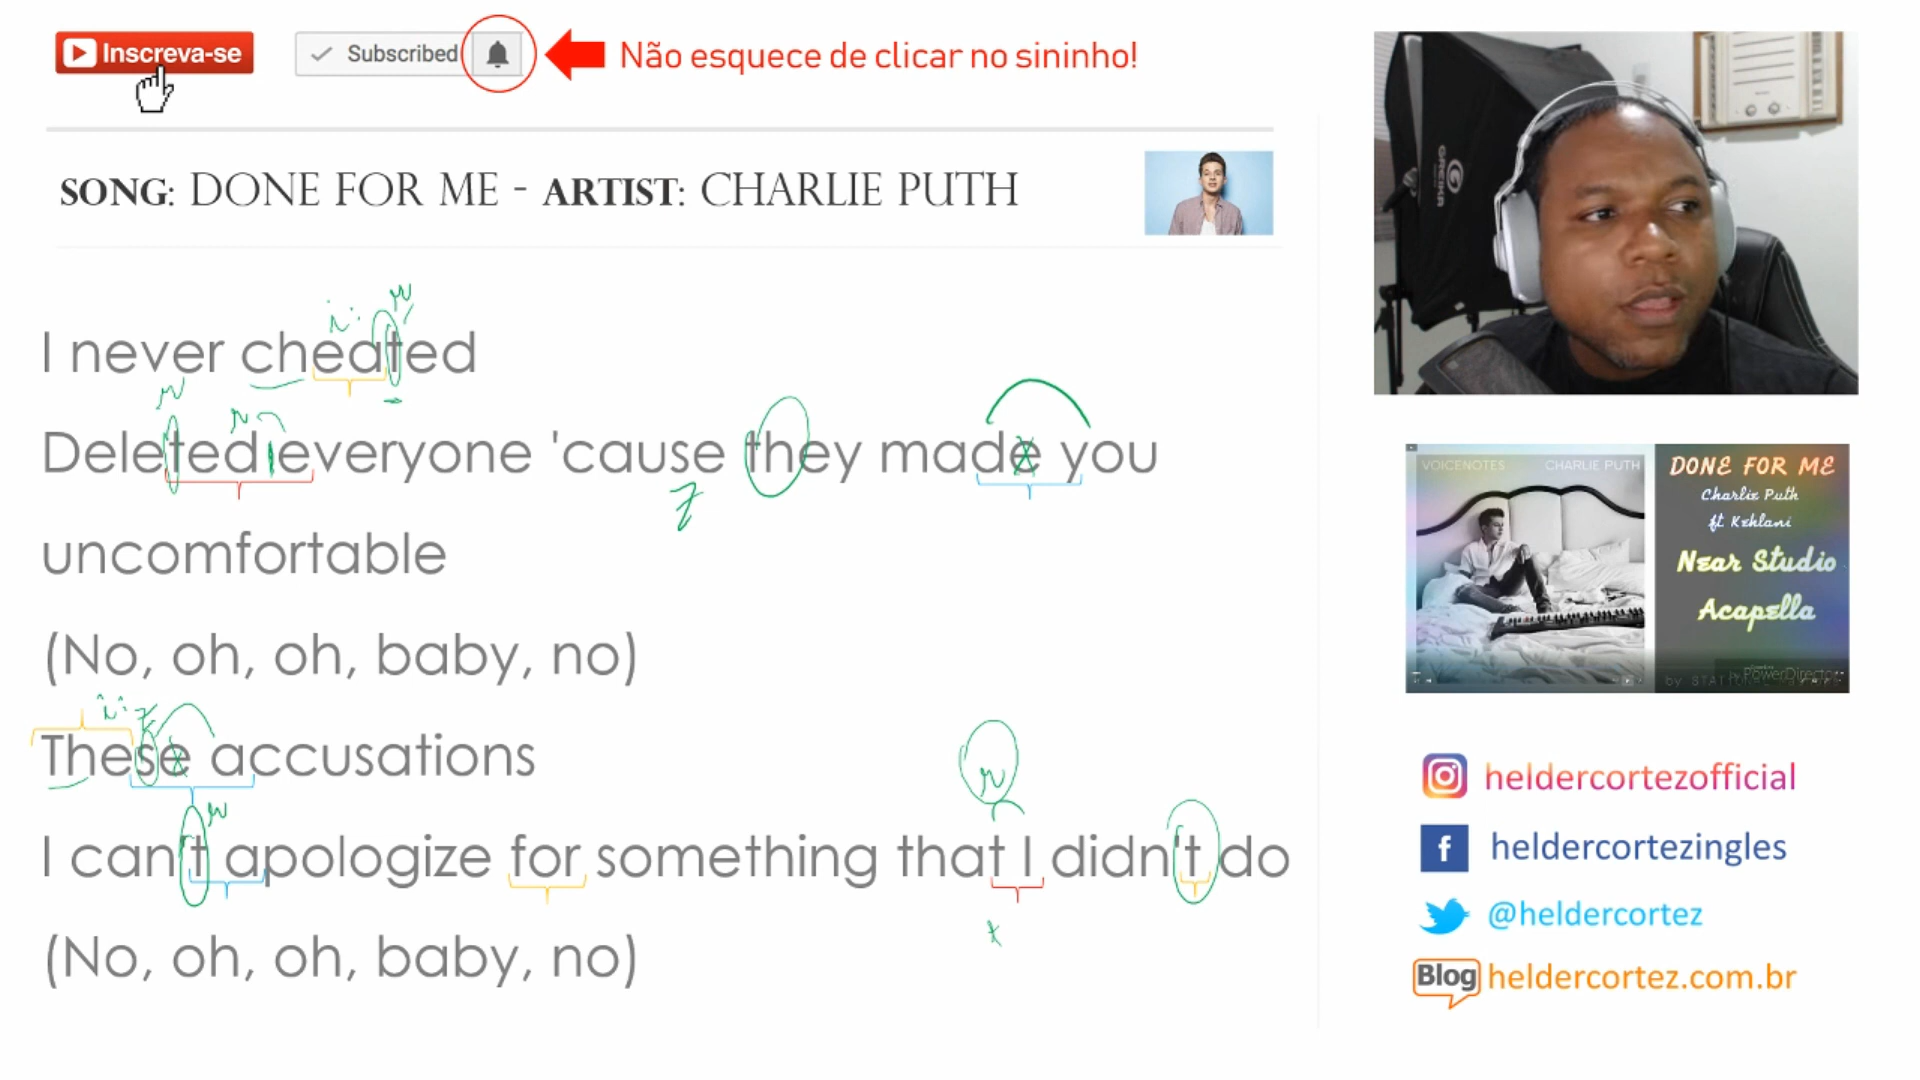 Inscreva-se
Subscribed
Não esquece de clicar no sininho!
SONG: DONE FOR ME - ARTIST: CHARLIE PUTH
i: r
I never cheated
r r
Deleted everyone 'cause they made you
z
uncomfortable
(No, oh, oh, baby, no)
i: z
These accusations
r r
I can't apologize for something that I didn't do
(No, oh, oh, baby, no)
GREIKA
VOICENOTES CHARLIE PUTH
DONE FOR ME
Charlie Puth
ft Kehlani
Near Studio
Acapella
PowerDirector
heldercortezofficial
f heldercortezingles
@heldercortez
Blog heldercortez.com.br